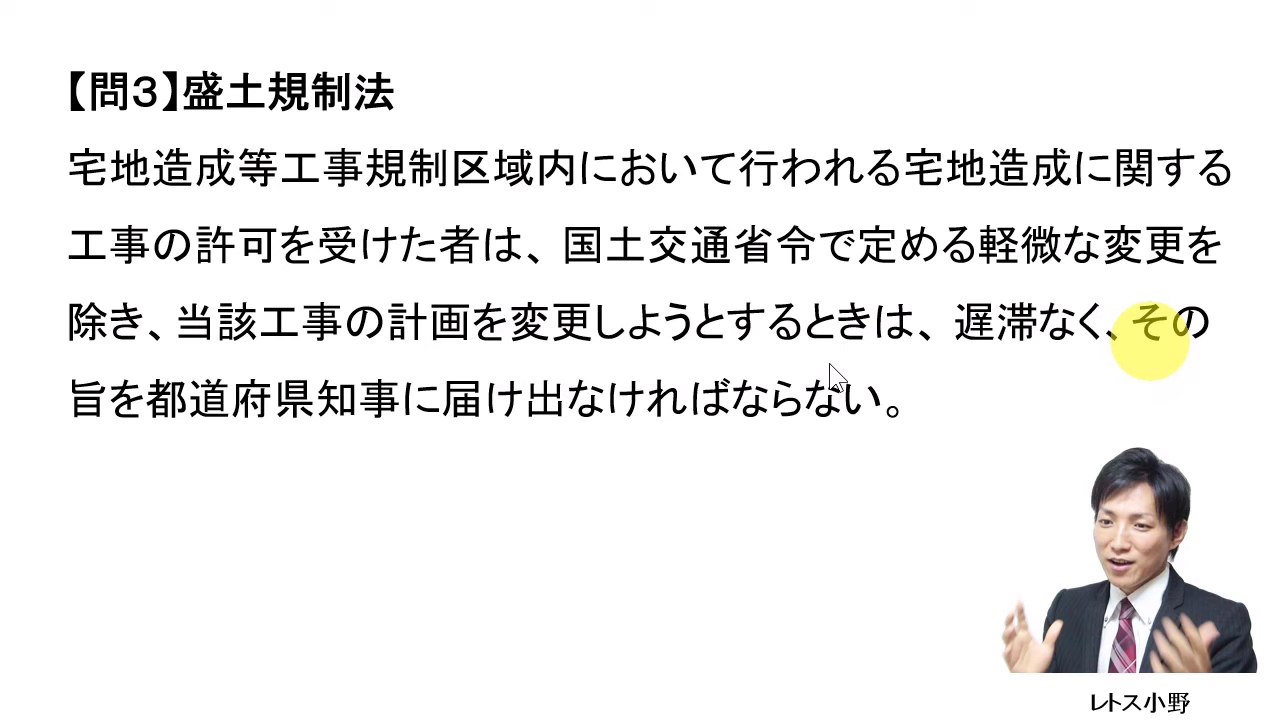 【問３】盛土規制法
宅地造成等工事規制区域内において行われる宅地造成に関する
工事の許可を受けた者は、国土交通省令で定める軽微な変更を
除き、当該工事の計画を変更しようとするときは、遅滞なく、その
旨を都道府県知事に届け出なければならない。
レトス小野